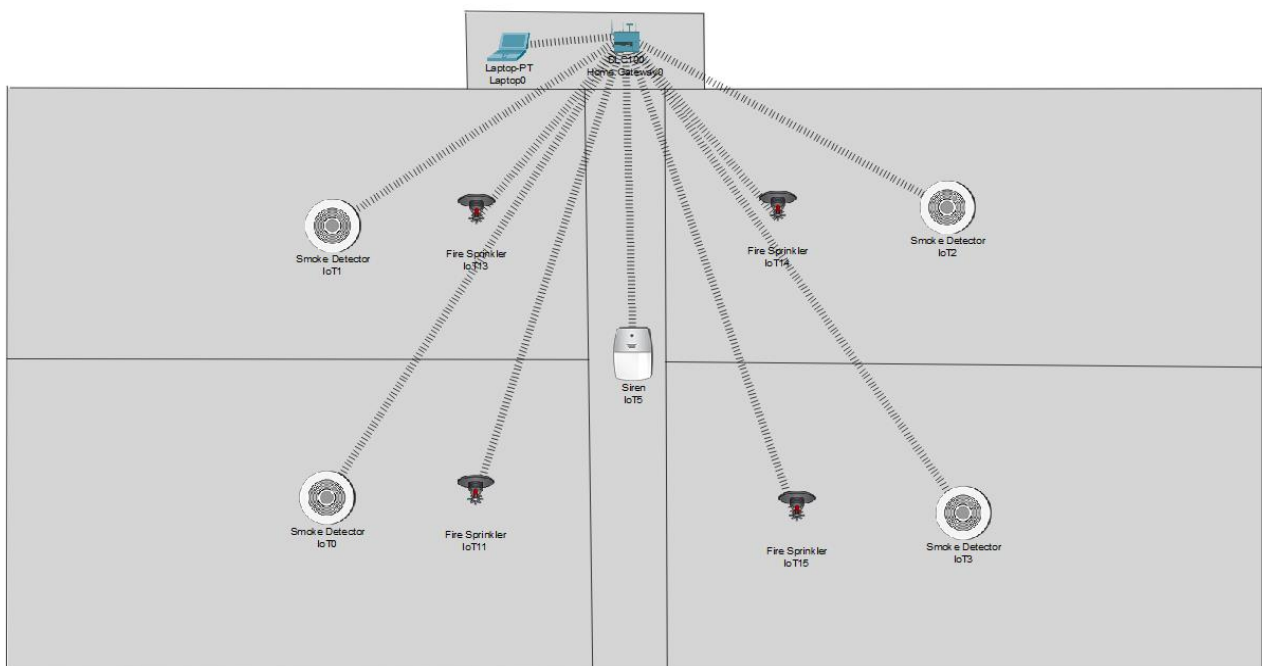 Laptop-PT
Laptop0
DLC100
Home Gateway0
Smoke Detector
IoT1
Fire Sprinkler
IoT13
Fire Sprinkler
IoT14
Smoke Detector
IoT2
Siren
IoT5
Smoke Detector
IoT0
Fire Sprinkler
IoT11
Fire Sprinkler
IoT15
Smoke Detector
IoT3